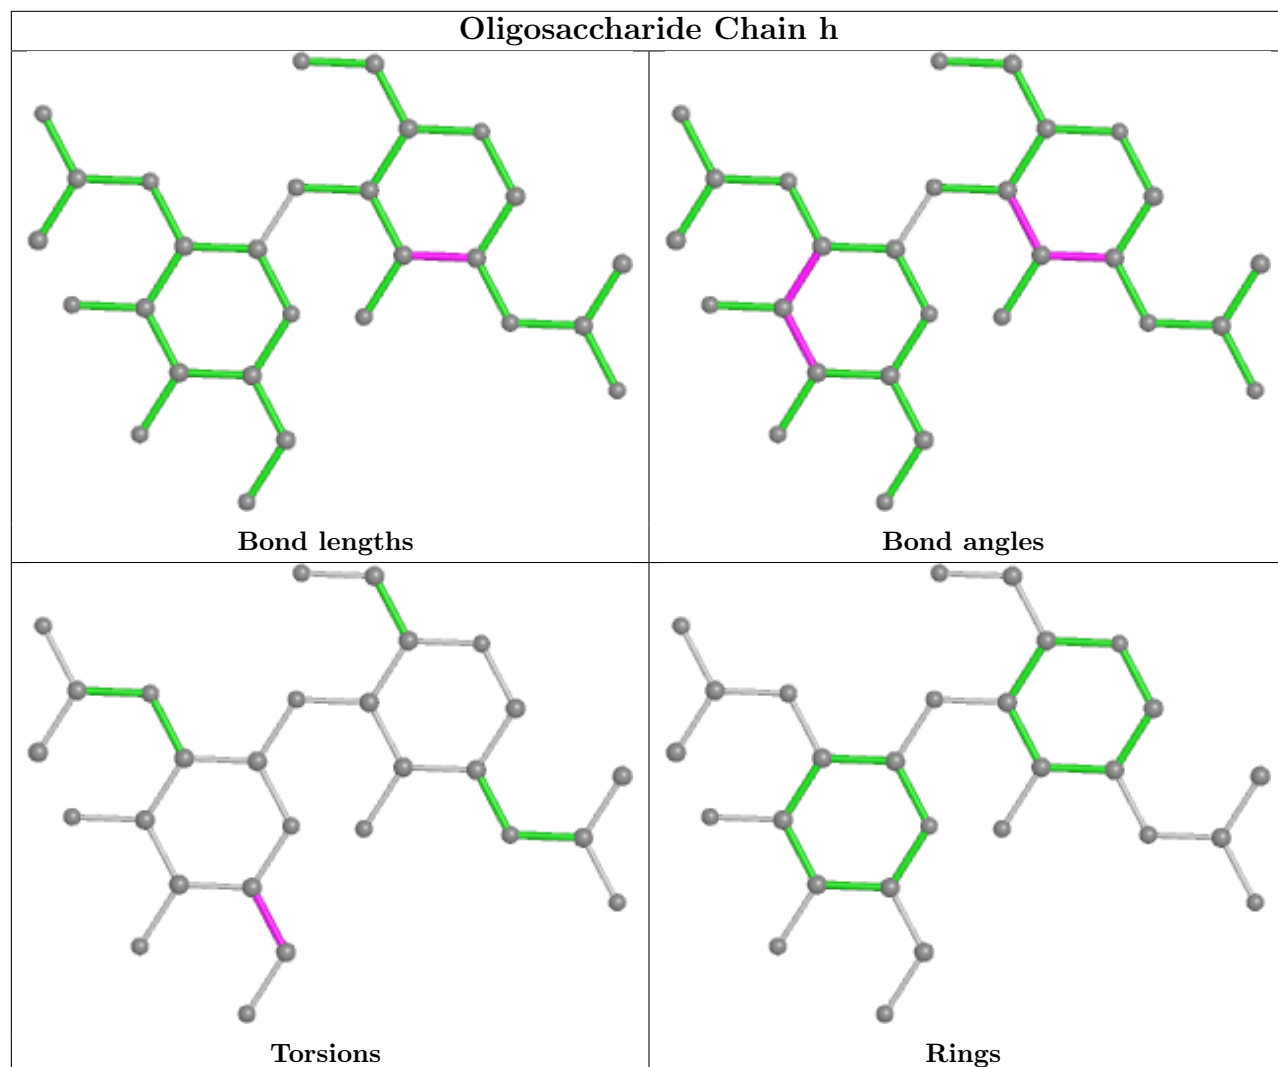 Oligosaccharide Chain h
Bond lengths
Bond angles
Torsions
Rings